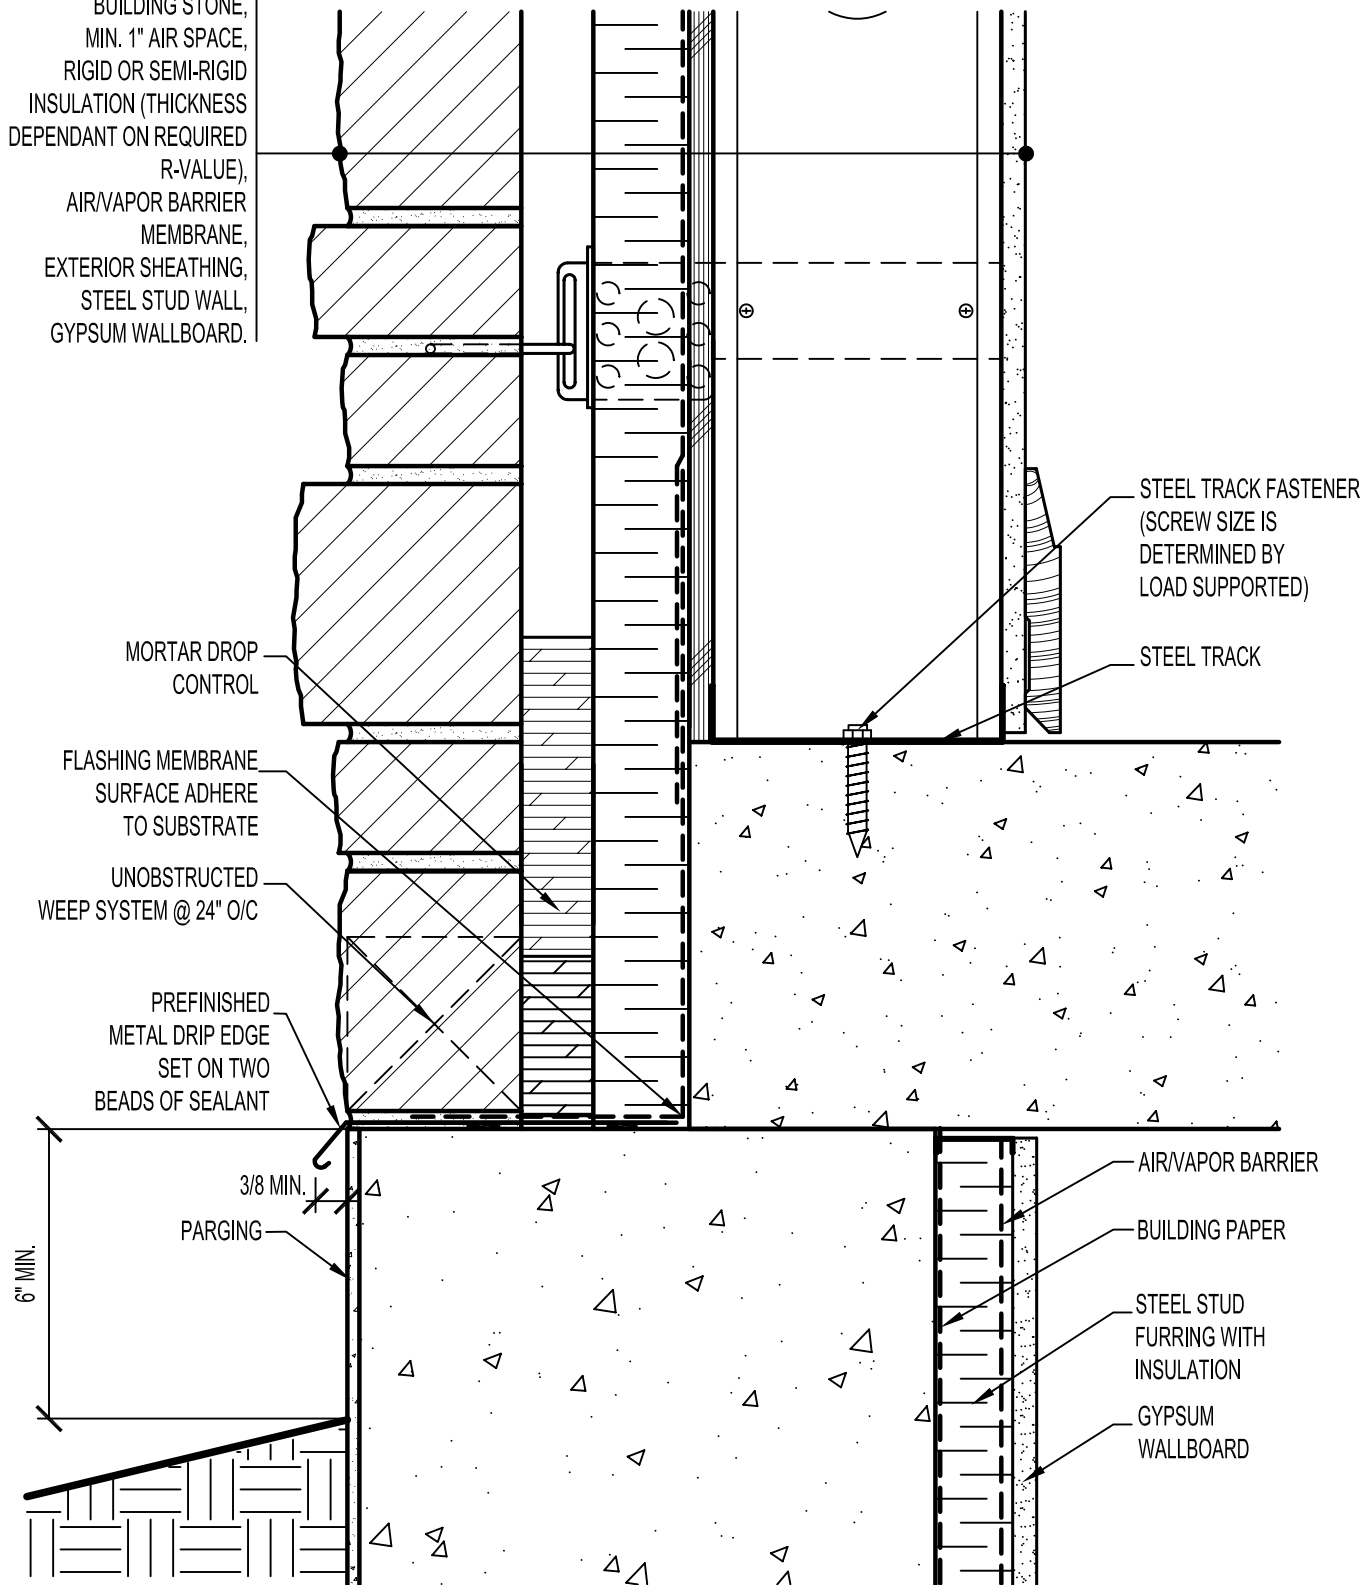 BUILDING STONE,
MIN. 1" AIR SPACE,
RIGID OR SEMI-RIGID
INSULATION (THICKNESS
DEPENDANT ON REQUIRED
R-VALUE),
AIR/VAPOR BARRIER
MEMBRANE,
EXTERIOR SHEATHING,
STEEL STUD WALL,
GYPSUM WALLBOARD.
STEEL TRACK FASTENER
(SCREW SIZE IS
DETERMINED BY
LOAD SUPPORTED)
STEEL TRACK
MORTAR DROP
CONTROL
FLASHING MEMBRANE
SURFACE ADHERE
TO SUBSTRATE
UNOBSTRUCTED
WEEP SYSTEM @ 24" O/C
PREFINISHED
METAL DRIP EDGE
SET ON TWO
BEADS OF SEALANT
3/8 MIN.
PARGING
6" MIN.
AIR/VAPOR BARRIER
BUILDING PAPER
STEEL STUD
FURRING WITH
INSULATION
GYPSUM
WALLBOARD